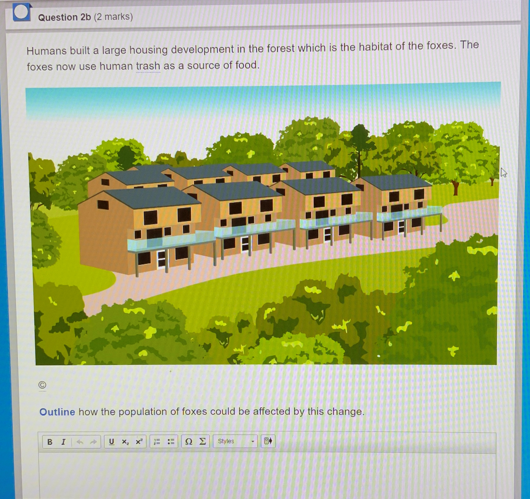 Question 2b (2 marks)
Humans built a large housing development in the forest which is the habitat of the foxes. The
foxes now use human trash as a source of food.
©
Outline how the population of foxes could be affected by this change.
B I U x₂ x² Ω Σ Styles